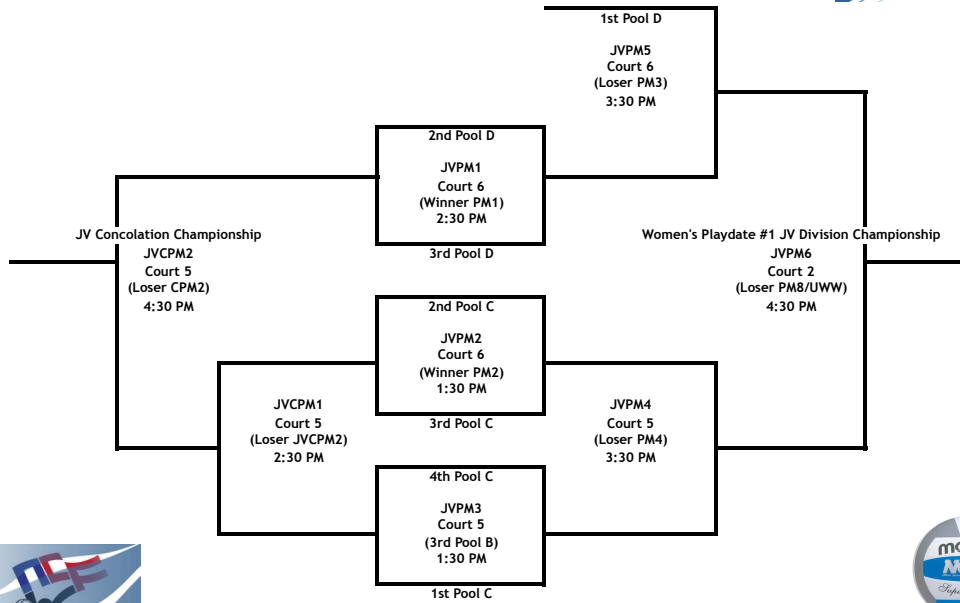 1st Pool D
JVPM5
Court 6
(Loser PM3)
3:30 PM
2nd Pool D
JVPM1
Court 6
(Winner PM1)
2:30 PM
3rd Pool D
JV Concolation Championship
JVCPM2
Court 5
(Loser CPM2)
4:30 PM
Women's Playdate #1 JV Division Championship
JVPM6
Court 2
(Loser PM8/UWW)
4:30 PM
2nd Pool C
JVPM2
Court 6
(Winner PM2)
1:30 PM
3rd Pool C
JVCPM1
Court 5
(Loser JVCPM2)
2:30 PM
JVPM4
Court 5
(Loser PM4)
3:30 PM
4th Pool C
JVPM3
Court 5
(3rd Pool B)
1:30 PM
1st Pool C